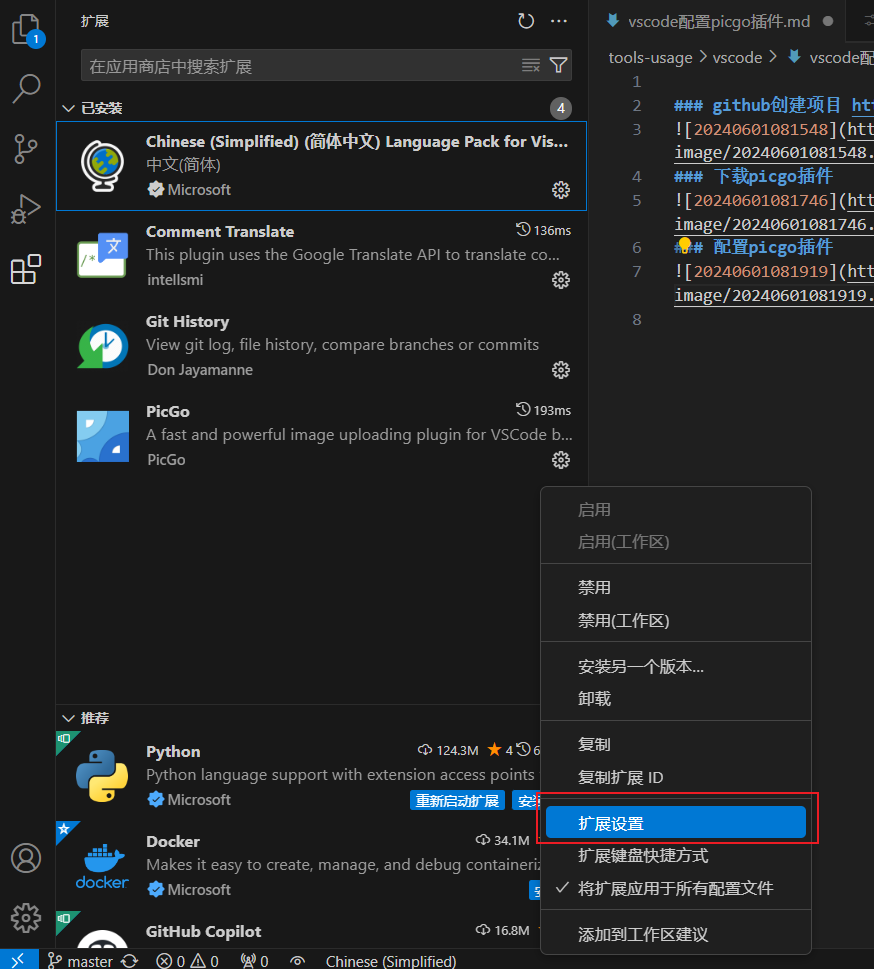 扩展
1
在应用商店中搜索扩展
已安装
4
Chinese (Simplified) (简体中文) Language Pack for Vis...
中文(简体)
Microsoft
Comment Translate
136ms
This plugin uses the Google Translate API to translate co...
intellsmi
Git History
View git log, file history, compare branches or commits
Don Jayamanne
PicGo
193ms
A fast and powerful image uploading plugin for VSCode b...
PicGo
推荐
Python
124.3M
4
Python language support with extension access points
Microsoft
重新启动扩展
Docker
34.1M
Makes it easy to create, manage, and debug containeriz
Microsoft
docker
GitHub Copilot
16.8M
vscode配置picgo插件.md
tools-usage > vscode > vscode配
1
2 ### github创建项目 htt
3 ![20240601081548](htt
image/20240601081548.
4 ### 下载picgo插件
5 ![20240601081746](htt
image/20240601081746.
6 ### 配置picgo插件
7 ![20240601081919](htt
image/20240601081919.
8
启用
启用(工作区)
禁用
禁用(工作区)
安装另一个版本...
卸载
复制
复制扩展 ID
扩展设置
扩展键盘快捷方式
将扩展应用于所有配置文件
添加到工作区建议
master
0
0
0
Chinese (Simplified)